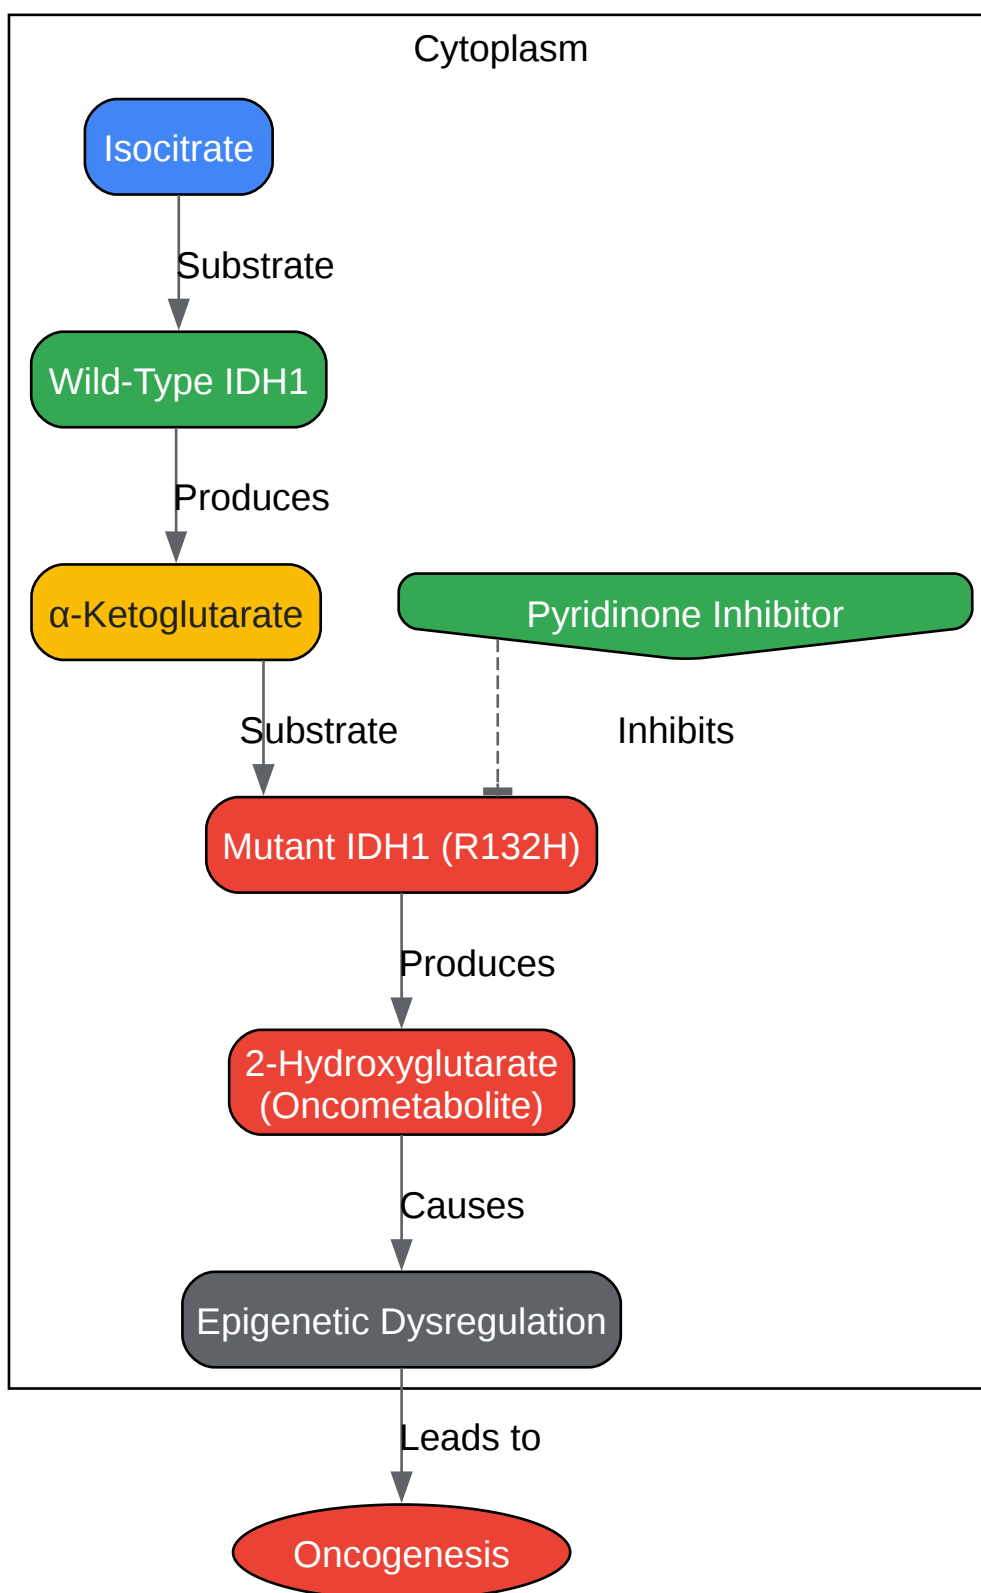 Cytoplasm
Isocitrate
Substrate
Wild-Type IDH1
Produces
α-Ketoglutarate
Pyridinone Inhibitor
Substrate
Inhibits
Mutant IDH1 (R132H)
Produces
2-Hydroxyglutarate
(Oncometabolite)
Causes
Epigenetic Dysregulation
Leads to
Oncogenesis